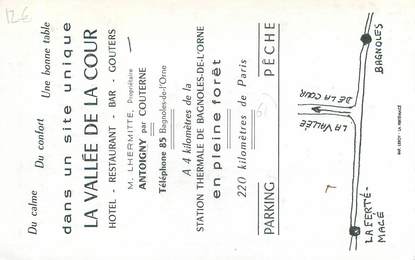 12€
Du calme    Du confort    Une bonne table
dans un site unique
LA VALLÉE DE LA COUR
HOTEL - RESTAURANT - BAR - GOUTERS
M. LHERMITTE, Propriétaire
ANTOIGNY par COUTERNE
Téléphone 85 Bagnoles-de-l'Orne
A 4 kilomètres de la
STATION THERMALE DE BAGNOLES-DE-L'ORNE
en pleine forêt
220 kilomètres de Paris
PARKING    PÊCHE
BAGNOLES
LA VALLÉE
DE LA COUR
LA FERTÉ-
MACÉ